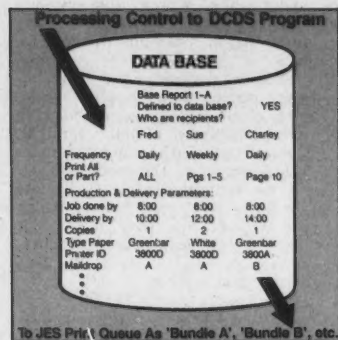 Processing Control to DCDS Program
DATA BASE
Base Report 1–A
Defined to data base? YES
Who are recipients?
Fred Sue Charley
Frequency Daily Weekly Daily
Print All
or Part? ALL Pgs 1–5 Page 10
Production & Delivery Parameters:
Job done by 8:00 8:00 8:00
Delivery by 10:00 12:00 14:00
Copies 1 2 1
Type Paper Greenbar White Greenbar
Printer ID 3800D 3800D 3800A
Maildrop A A B
To JES Print Queue As 'Bundle A', 'Bundle B', etc.